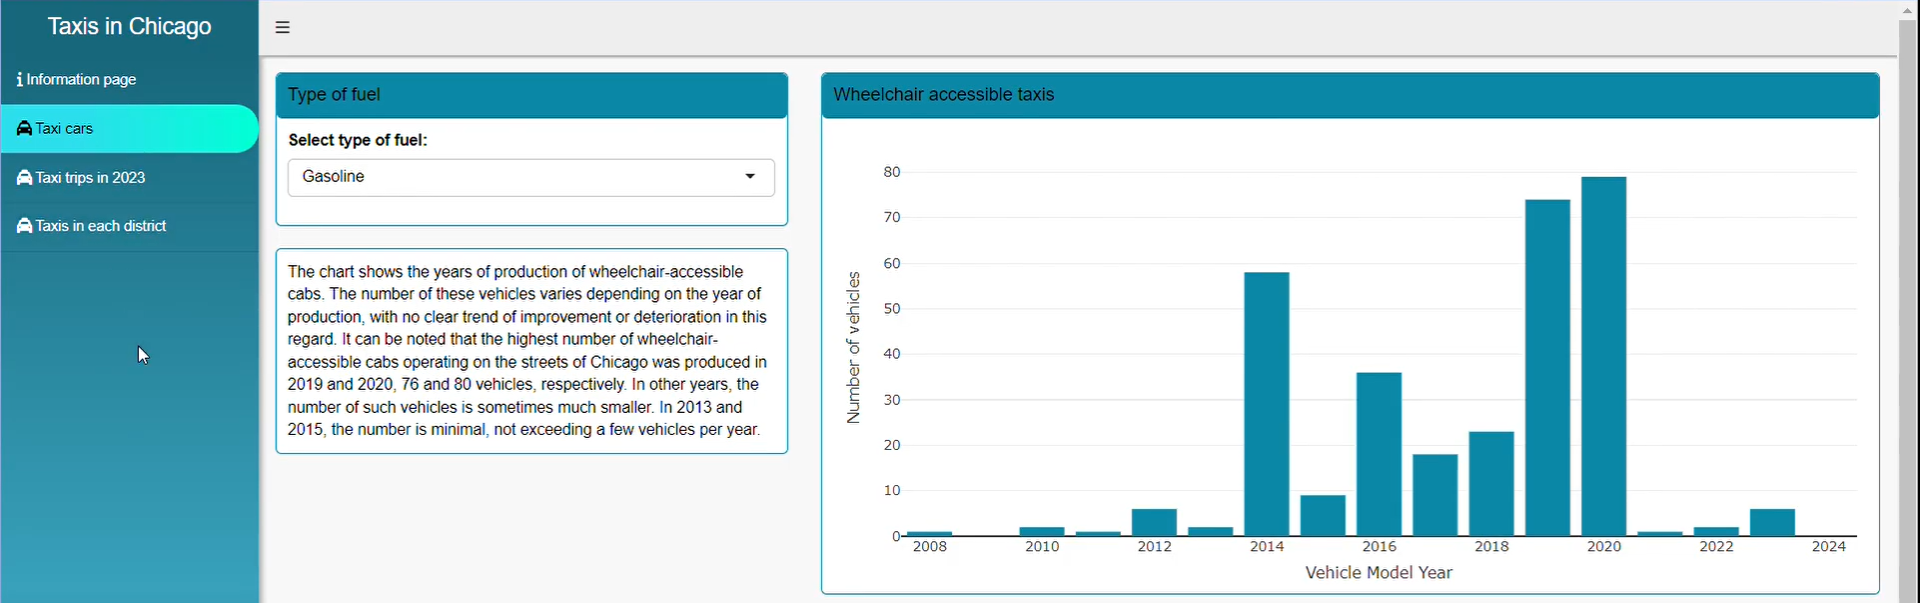 Taxis in Chicago
Information page
Taxi cars
Taxi trips in 2023
Taxis in each district
Type of fuel
Select type of fuel:
Gasoline
The chart shows the years of production of wheelchair-accessible
cabs. The number of these vehicles varies depending on the year of
production, with no clear trend of improvement or deterioration in this
regard. It can be noted that the highest number of wheelchair-
accessible cabs operating on the streets of Chicago was produced in
2019 and 2020, 76 and 80 vehicles, respectively. In other years, the
number of such vehicles is sometimes much smaller. In 2013 and
2015, the number is minimal, not exceeding a few vehicles per year.
Wheelchair accessible taxis
Number of vehicles
80
70
60
50
40
30
20
10
0
2008 2010 2012 2014 2016 2018 2020 2022 2024
Vehicle Model Year